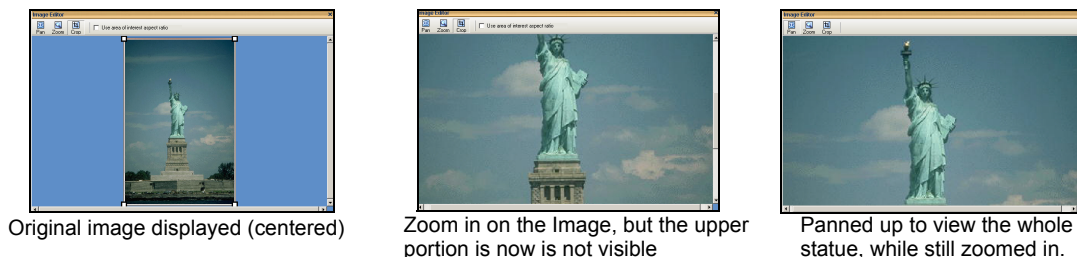 Image Editor
Pan Zoom Crop Use area of interest aspect ratio
Original image displayed (centered)
Image Editor
Pan Zoom Crop Use area of interest aspect ratio
Zoom in on the Image, but the upper
portion is now is not visible
Image Editor
Pan Zoom Crop
Panned up to view the whole
statue, while still zoomed in.